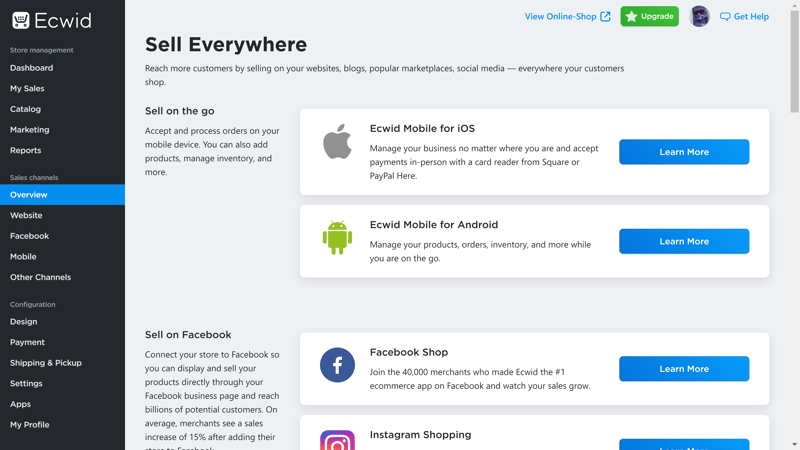 Ecwid
Store management
Dashboard
My Sales
Catalog
Marketing
Reports
Sales channels
Overview
Website
Facebook
Mobile
Other Channels
Configuration
Design
Payment
Shipping & Pickup
Settings
Apps
My Profile
View Online-Shop
Upgrade
Get Help
Sell Everywhere
Reach more customers by selling on your websites, blogs, popular marketplaces, social media — everywhere your customers
shop.
Sell on the go
Accept and process orders on your
mobile device. You can also add
products, manage inventory, and
more.
Ecwid Mobile for iOS
Manage your business no matter where you are and accept
payments in-person with a card reader from Square or
PayPal Here.
Learn More
Ecwid Mobile for Android
Manage your products, orders, inventory, and more while
you are on the go.
Learn More
Sell on Facebook
Connect your store to Facebook so
you can display and sell your
products directly through your
Facebook business page and reach
billions of potential customers. On
average, merchants see a sales
increase of 15% after adding their
store to Facebook.
Facebook Shop
Join the 40,000 merchants who made Ecwid the #1
ecommerce app on Facebook and watch your sales grow.
Learn More
Instagram Shopping
Learn More